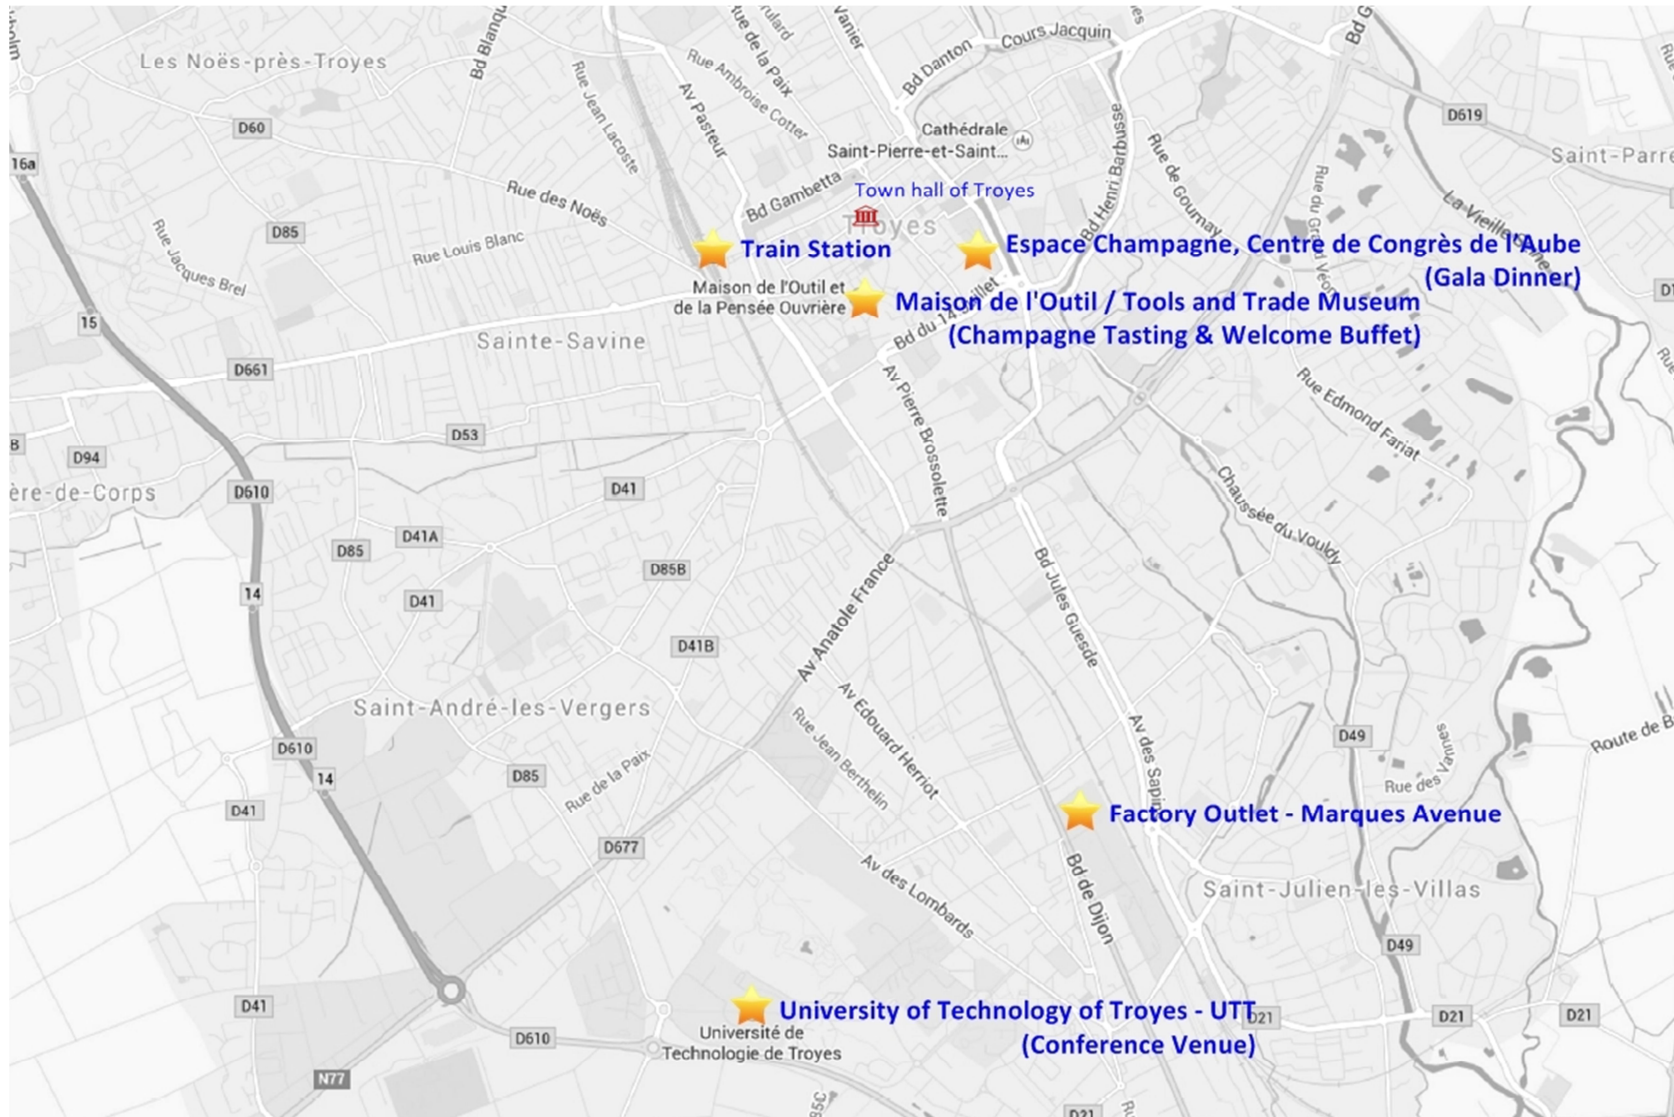 Les Noës-près-Troyes
Bd Blanq
Rue Jean Lacoste
Av Pasteur
Rue Ambroise Cotter
Rue de la Paix
Vanier
Bd Danton
Cours Jacquin
D60
D619
16a
Cathédrale
Saint-Pierre-et-Saint...
Bd Henri Barbusse
Rue de Gournay
Saint-Parre
Rue des Noës
Bd Gambetta
Town hall of Troyes
Troyes
D85
Rue Louis Blanc
Rue Jacques Brel
Train Station
Espace Champagne, Centre de Congrès de l'Aube
(Gala Dinner)
Maison de l'Outil et
de la Pensée Ouvrière
Maison de l'Outil / Tools and Trade Museum
(Champagne Tasting & Welcome Buffet)
15
Sainte-Savine
D661
Av Pierre Brossolette
Rue Edmond Fariat
D53
D94
ère-de-Corps
D610
D41
Chaussée du Vouldy
D41A
D85
D85B
14
D41
Av Anatole France
Bd Jules Guesde
D41B
Saint-André-les-Vergers
Av Edouard Herriot
Rue Jean Berthelin
D610
14
D85
Rue de la Paix
Av des Sapin
D49
Rue des Vannes
Route de B
D41
Factory Outlet - Marques Avenue
D677
Av des Lombards
Bd de Dijon
Saint-Julien-les-Villas
D49
D41
University of Technology of Troyes - UTT
(Conference Venue)
Université de
Technologie de Troyes
D21
D21
D21
D610
N77
D21